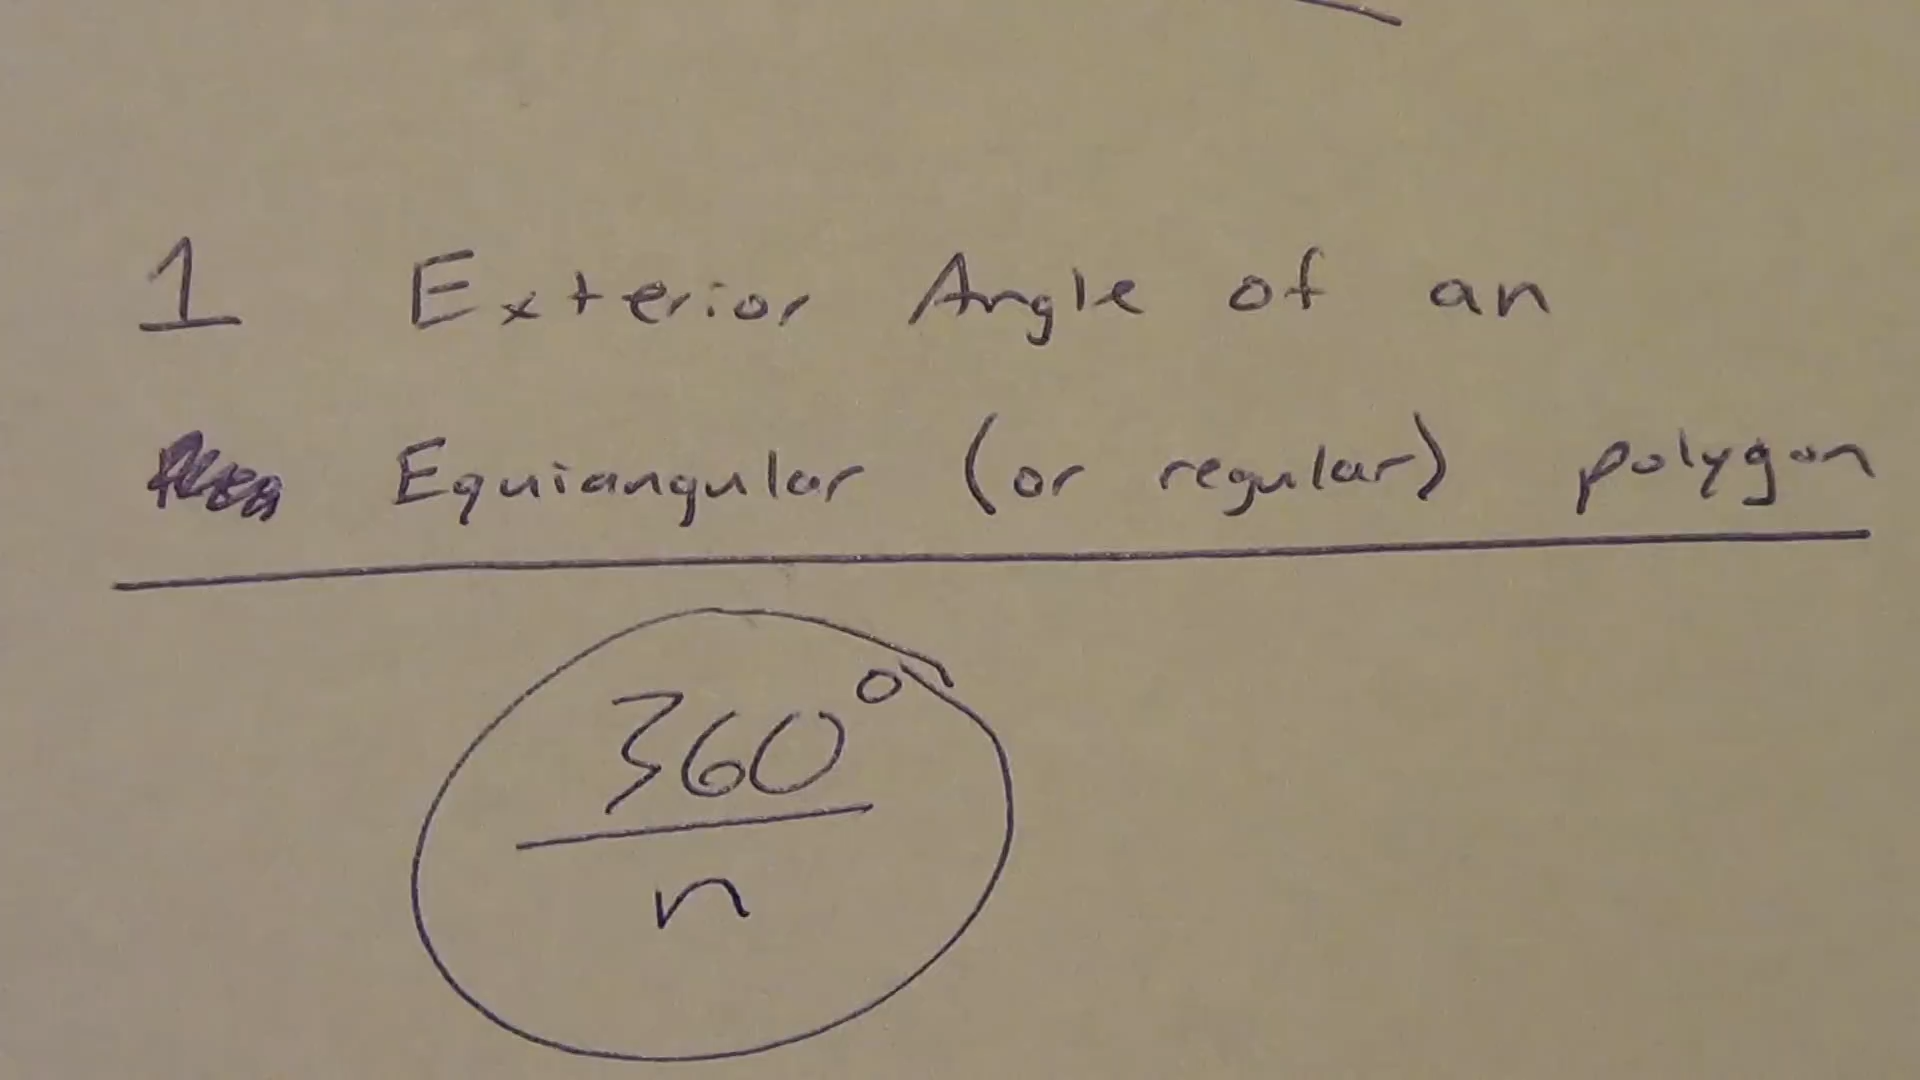 1 Exterior Angle of an
Equiangular (or regular) polygon
360°
n